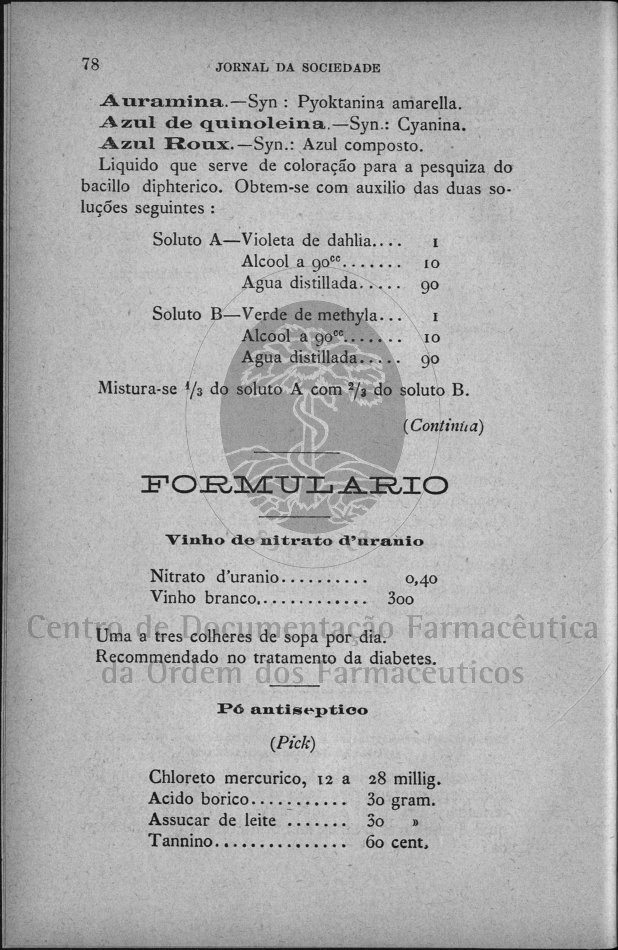 78
JORNAL DA SOCIEDADE
Auramina.—Syn : Pyoktanina amarella.
Azul de quinoleina.—Syn.: Cyanina.
Azul Roux.—Syn.: Azul composto.
Liquido que serve de coloração para a pesquiza do
bacillo diphterico. Obtem-se com auxilio das duas so-
luções seguintes :
Soluto A—Violeta de dahlia.... 1
Alcool a 90ᶜᶜ....... 10
Agua distillada..... 90
Soluto B—Verde de methyla... 1
Alcool a 90ᶜᶜ....... 10
Agua distillada..... 90
Mistura-se 1/3 do soluto A com 2/3 do soluto B.
(Continúa)
FORMULARIO
Vinho de nitrato d'uranio
Nitrato d'uranio.......... 0,40
Vinho branco............. 300
Uma a tres colheres de sopa por dia.
Recommendado no tratamento da diabetes.
Centro de Documentação Farmacêutica
da Ordem dos Farmacêuticos
Pó antiseptico
(Pick)
Chloreto mercurico, 12 a 28 millig.
Acido borico........... 30 gram.
Assucar de leite ....... 30 »
Tannino............... 60 cent.